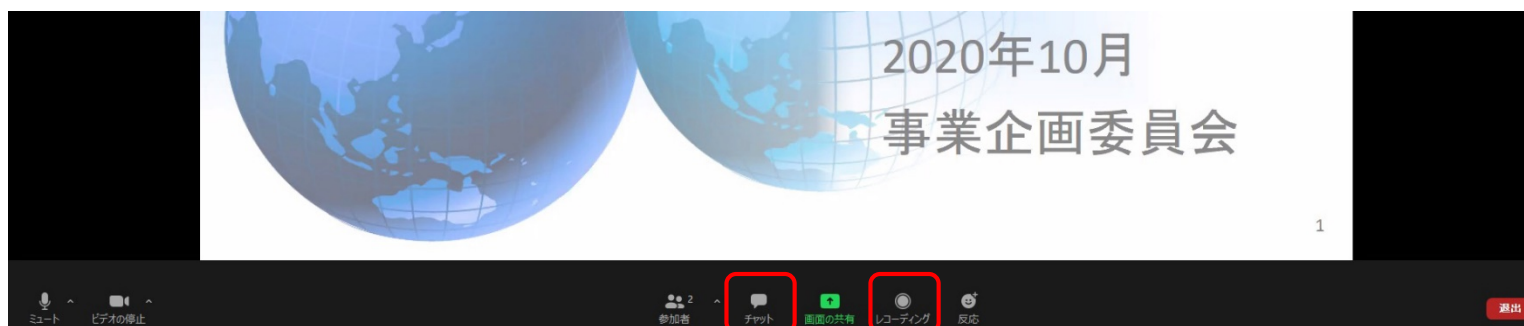 2020年10月
事業企画委員会
1
ミュート
ビデオの停止
2
参加者
チャット
画面の共有
レコーディング
反応
退出